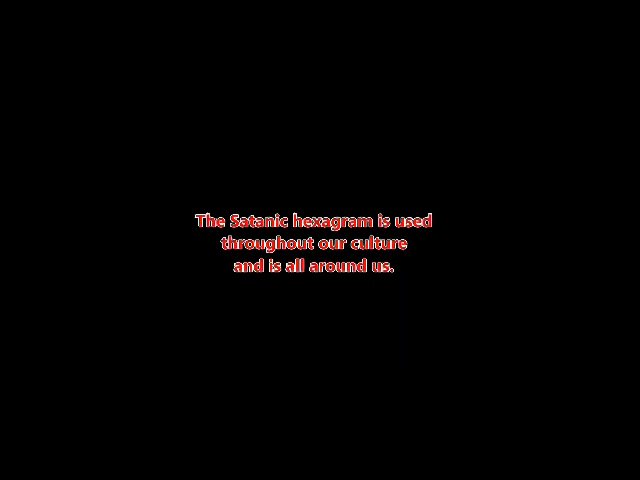 The Satanic hexagram is used
throughout our culture
and is all around us.